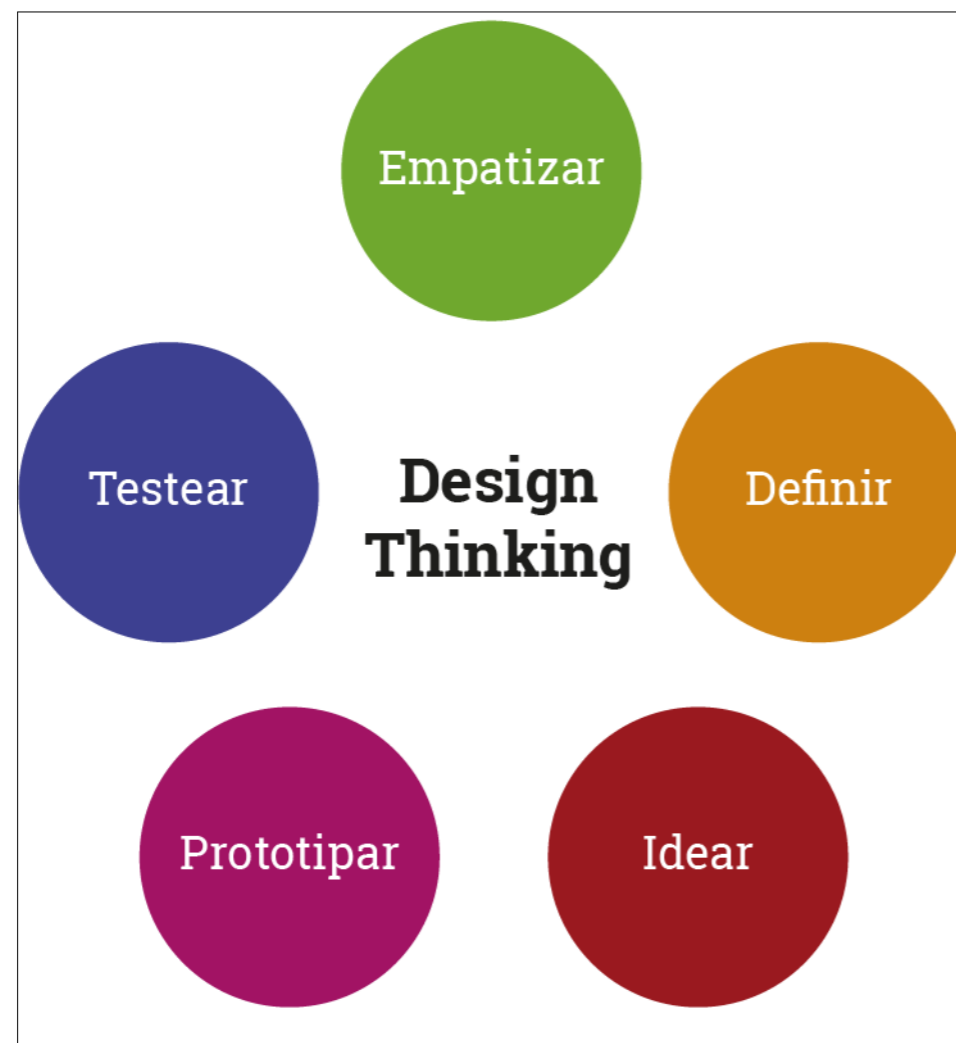 Empatizar
Testear
Design
Thinking
Definir
Prototipar
Idear